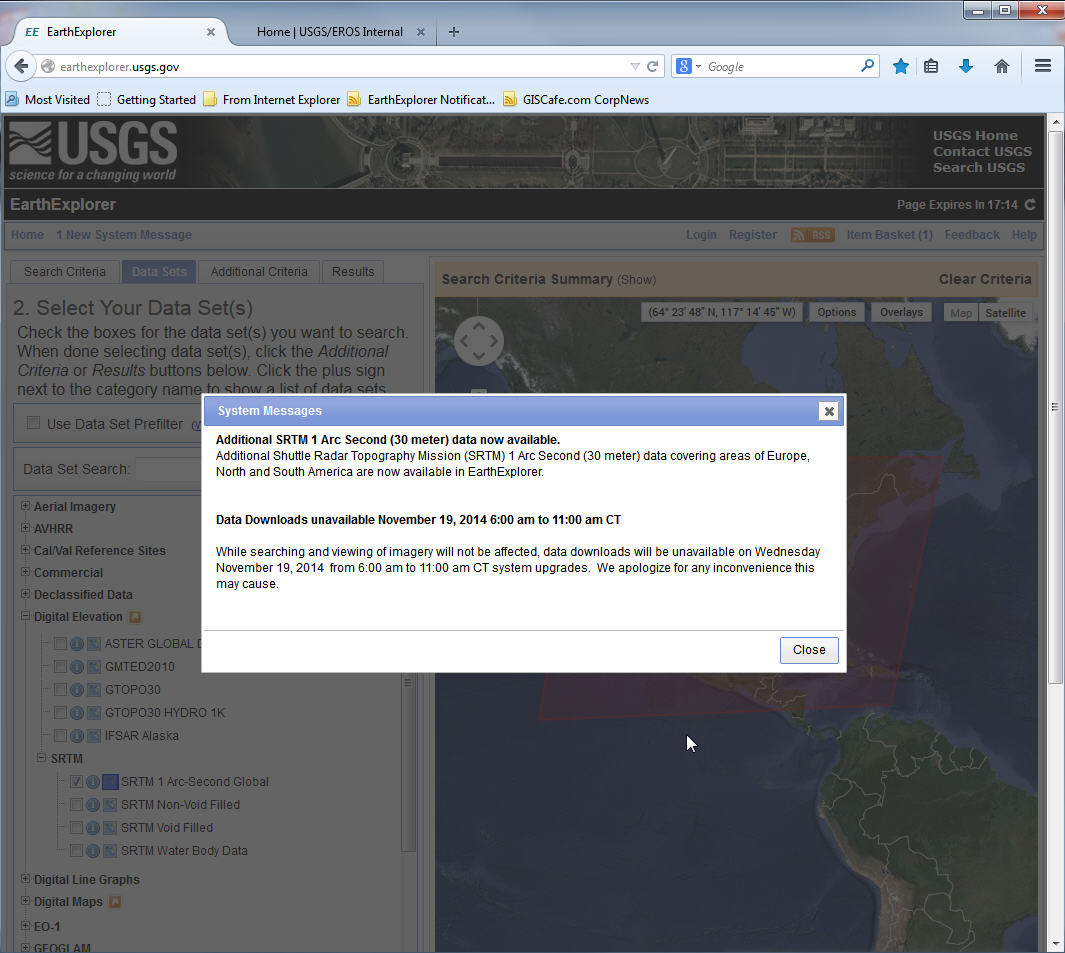 EE EarthExplorer
Home | USGS/EROS Internal
earthexplorer.usgs.gov
8
Google
Most Visited
Getting Started
From Internet Explorer
EarthExplorer Notificat...
GISCafe.com CorpNews
USGS
science for a changing world
USGS Home
Contact USGS
Search USGS
EarthExplorer
Page Expires In 17:14
Home
1 New System Message
Login
Register
RSS
Item Basket (1)
Feedback
Help
Search Criteria
Data Sets
Additional Criteria
Results
2. Select Your Data Set(s)
Check the boxes for the data set(s) you want to search.
When done selecting data set(s), click the Additional
Criteria or Results buttons below. Click the plus sign
next to the category name to show a list of data sets.
Use Data Set Prefilter
Data Set Search:
Aerial Imagery
AVHRR
Cal/Val Reference Sites
Commercial
Declassified Data
Digital Elevation
ASTER GLOBAL D
GMTED2010
GTOPO30
GTOPO30 HYDRO 1K
IFSAR Alaska
SRTM
SRTM 1 Arc-Second Global
SRTM Non-Void Filled
SRTM Void Filled
SRTM Water Body Data
Digital Line Graphs
Digital Maps
EO-1
GEOGLAM
Search Criteria Summary (Show)
Clear Criteria
(64° 23' 48" N, 117° 14' 45" W)
Options
Overlays
Map
Satellite
System Messages
Additional SRTM 1 Arc Second (30 meter) data now available.
Additional Shuttle Radar Topography Mission (SRTM) 1 Arc Second (30 meter) data covering areas of Europe,
North and South America are now available in EarthExplorer.
Data Downloads unavailable November 19, 2014 6:00 am to 11:00 am CT
While searching and viewing of imagery will not be affected, data downloads will be unavailable on Wednesday
November 19, 2014 from 6:00 am to 11:00 am CT system upgrades. We apologize for any inconvenience this
may cause.
Close